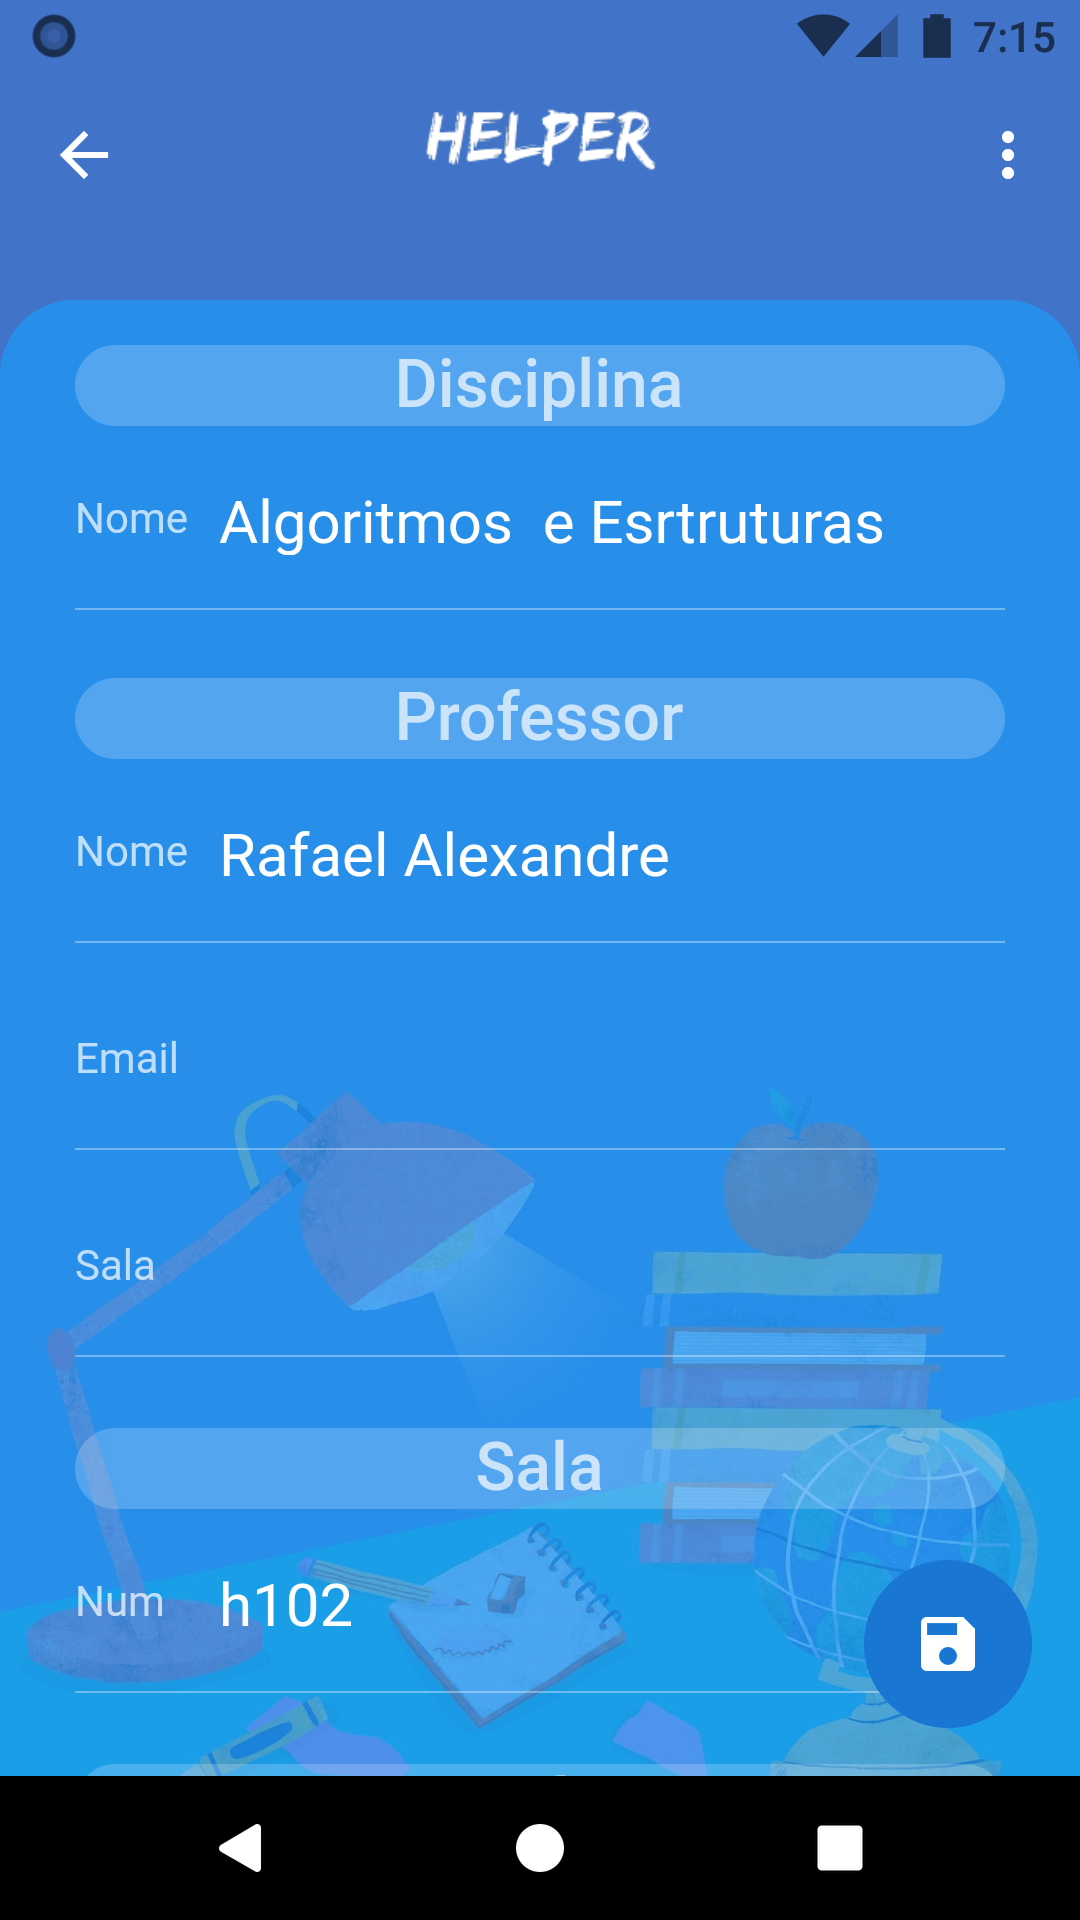 7:15
HELPER
Disciplina
Nome Algoritmos  e Esrtruturas
Professor
Nome Rafael Alexandre
Email
Sala
Sala
Num h102